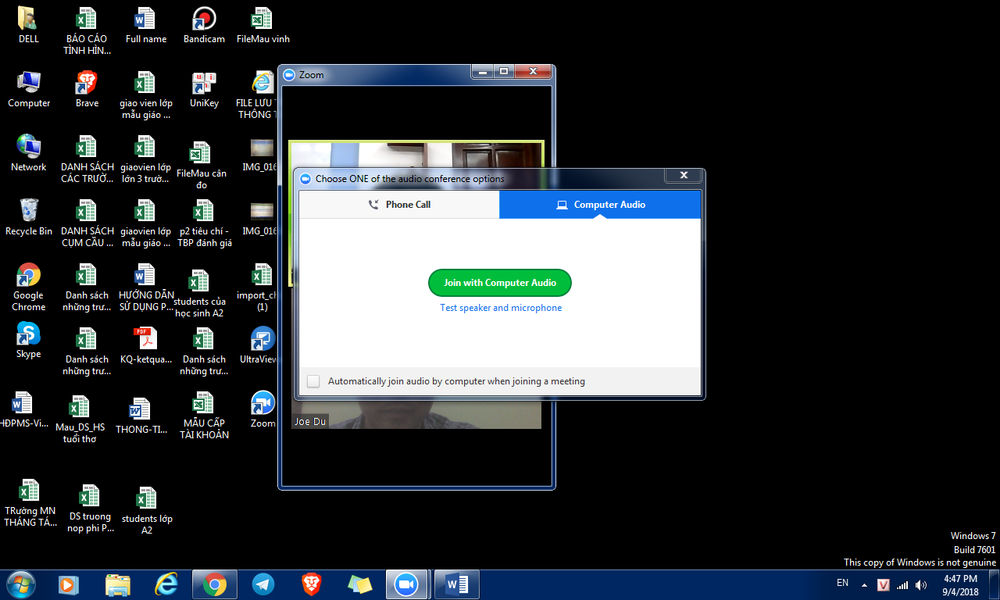 DELL
BÁO CÁO
TÌNH HÌN...
Full name
Bandicam
FileMau vinh
Computer
Brave
giao vien lớp
mẫu giáo ...
UniKey
FILE LƯU
THÔNG
Network
DANH SÁCH
CÁC TRƯỜ...
giaovien lớp
lớn 3 trườ...
FileMau cân
đo
IMG_016
Recycle Bin
DANH SÁCH
CỤM CẦU ...
giaovien lớp
mẫu giáo ...
p2 tiêu chí -
TBP đánh giá
IMG_016
Google
Chrome
Danh sách
những trư...
HƯỚNG DẪN
SỬ DỤNG P...
students của
học sinh A2
import_ch
(1)
Skype
Danh sách
những trư...
PDF
KQ-ketqua...
Danh sách
những trư...
UltraView
HĐPMS-Vi...
Mau_DS_HS
tuổi thơ
THONG-TI...
MẪU CẤP
TÀI KHOẢN
Zoom
TRường MN
THÁNG TÁ...
DS truong
nop phi P...
students lớp
A2
Zoom
Choose ONE of the audio conference options
Phone Call
Computer Audio
Join with Computer Audio
Test speaker and microphone
Automatically join audio by computer when joining a meeting
Joe Du
Windows 7
Build 7601
This copy of Windows is not genuine
EN
4:47 PM
9/4/2018